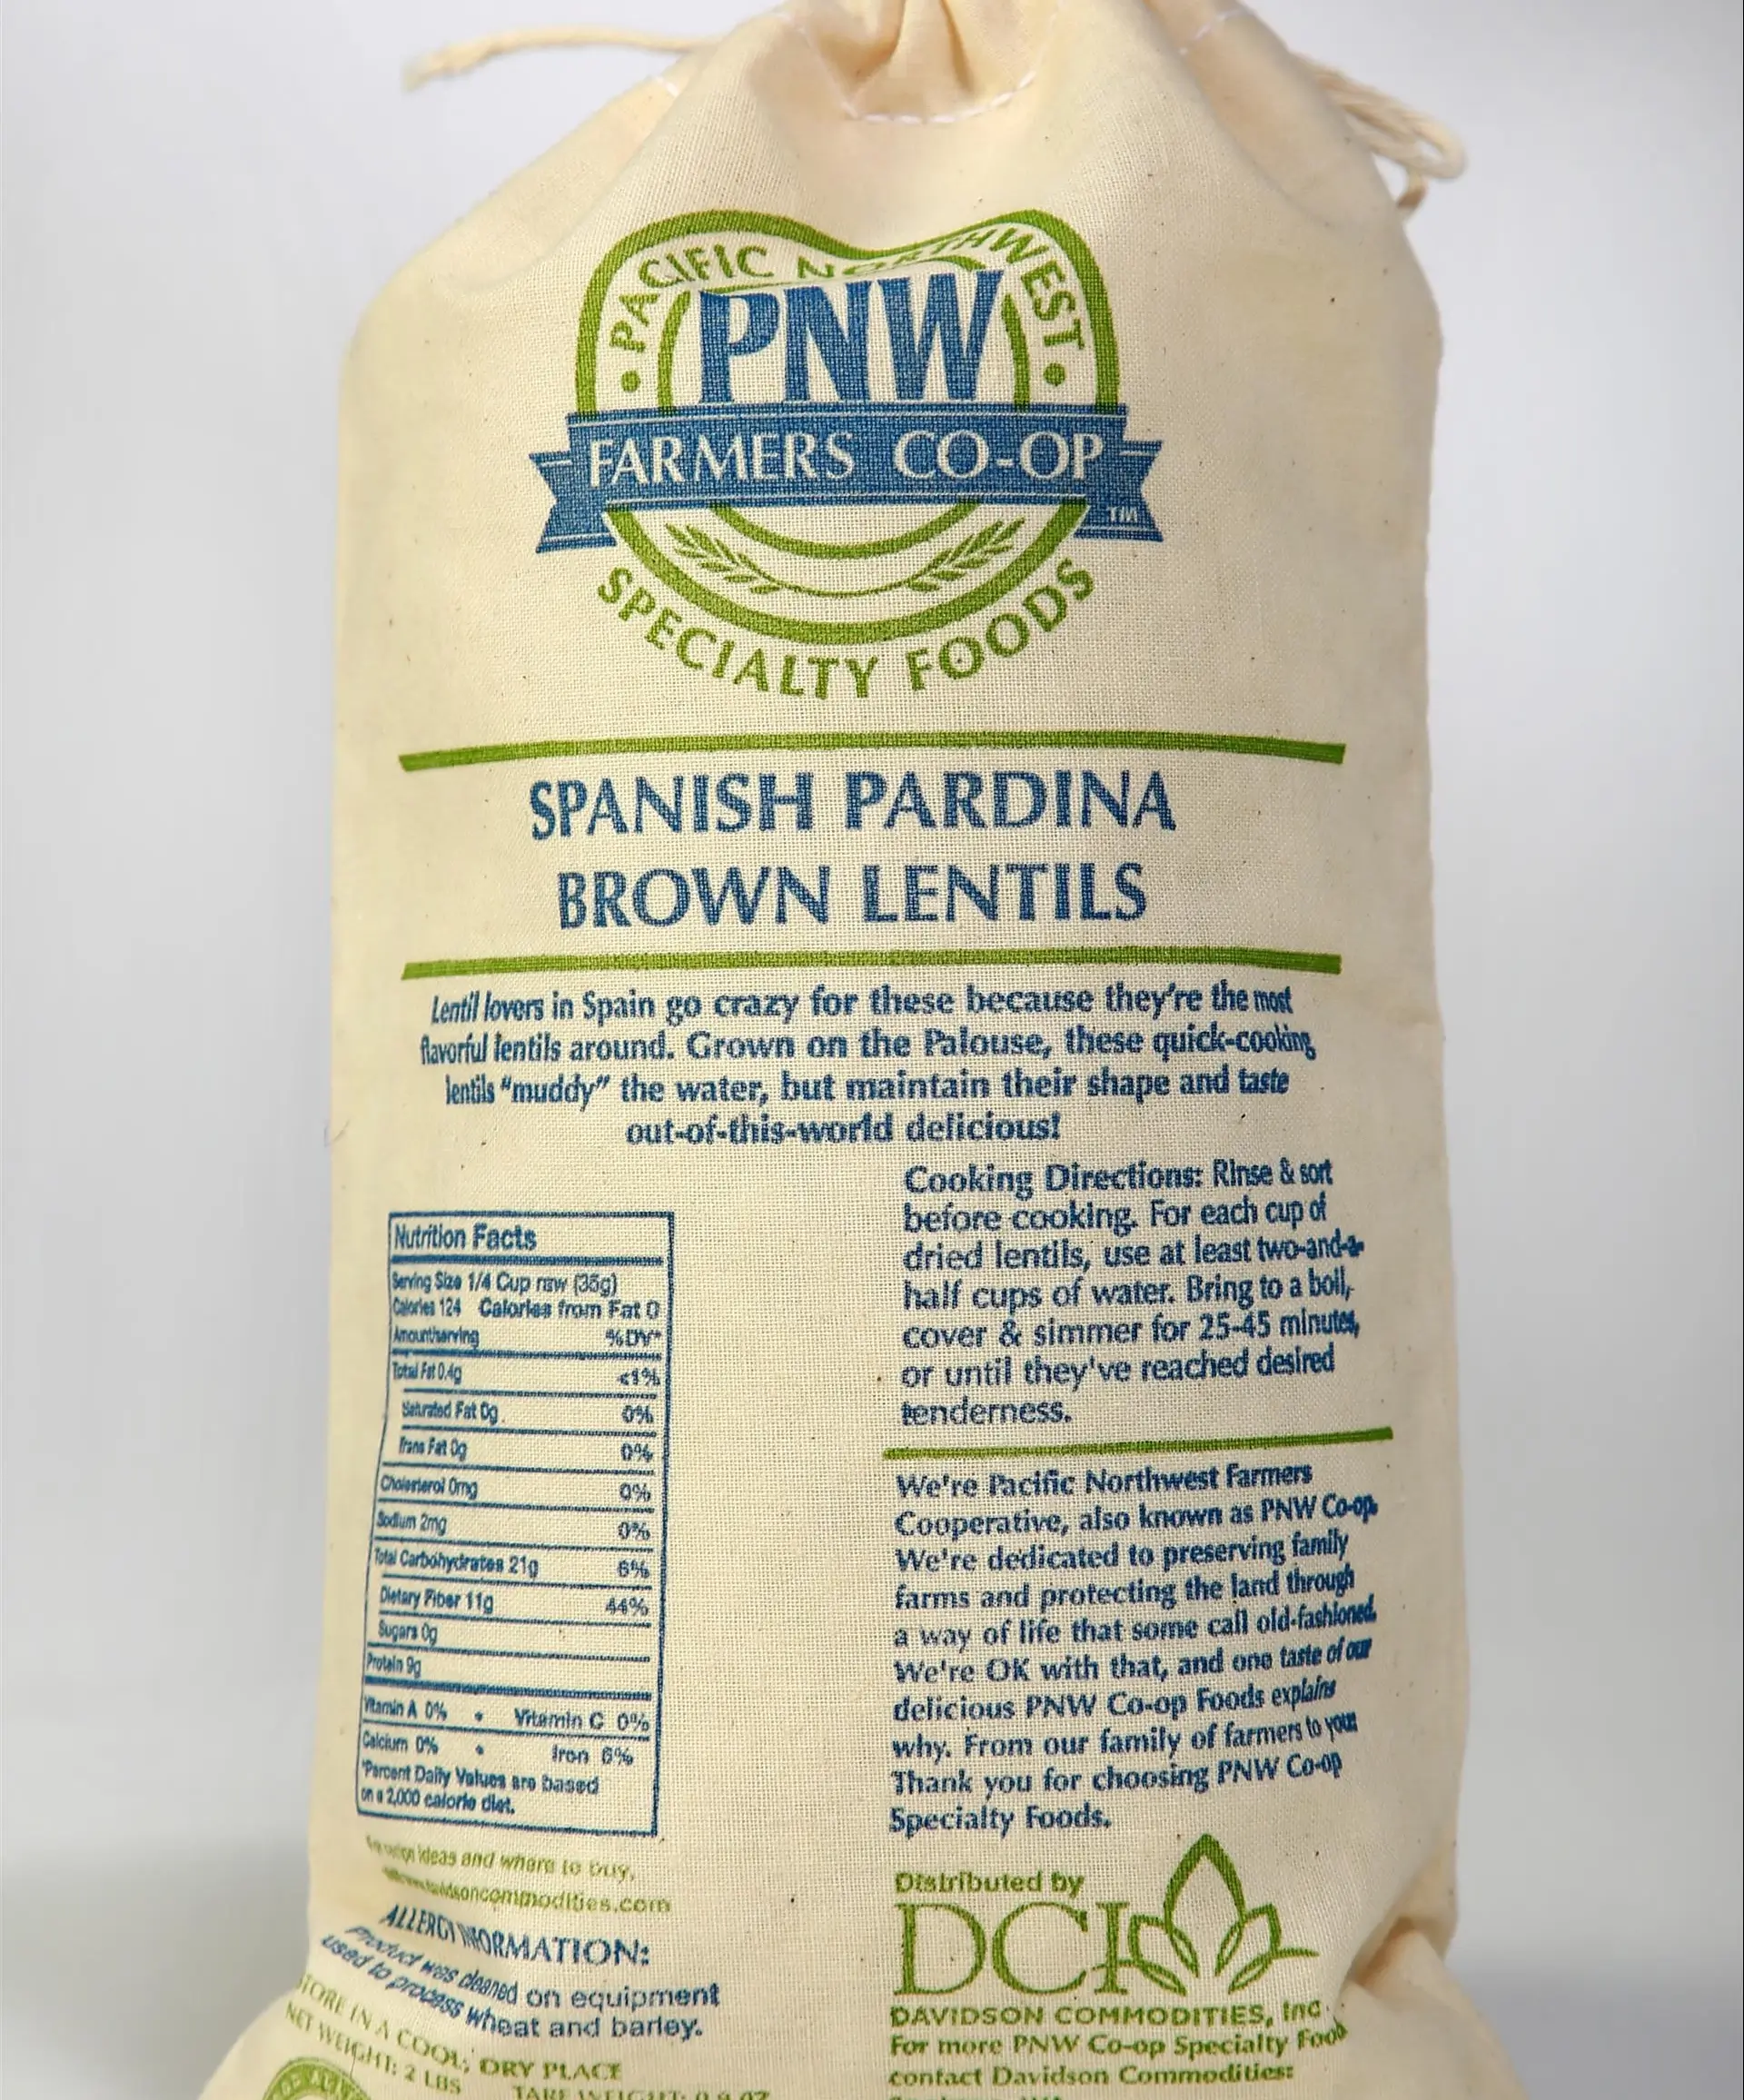 PACIFIC NORTHWEST
PNW
FARMERS CO-OP
TM
SPECIALTY FOODS
SPANISH PARDINA
BROWN LENTILS
Lentil lovers in Spain go crazy for these because they're the most
flavorful lentils around. Grown on the Palouse, these quick-cooking
lentils "muddy" the water, but maintain their shape and taste
out-of-this-world delicious!
Nutrition Facts
Serving Size 1/4 Cup raw (35g)
Calories 124 Calories from Fat 0
Amount/serving %DV*
Total Fat 0.4g <1%
Saturated Fat 0g 0%
Trans Fat 0g 0%
Cholesterol 0mg 0%
Sodium 2mg 0%
Total Carbohydrates 21g 6%
Dietary Fiber 11g 44%
Sugars 0g
Protein 9g
Vitamin A 0% • Vitamin C 0%
Calcium 0% • Iron 6%
*Percent Daily Values are based
on a 2,000 calorie diet.
ideas and where to buy,
ALLERGY INFORMATION:
Product was cleaned on equipment
used to process wheat and barley.
STORE IN A COOL, DRY PLACE
NET WEIGHT: 2 LBS
TARE WEIGHT: 0.9 OZ
Cooking Directions: Rinse & sort
before cooking. For each cup of
dried lentils, use at least two-and-a-
half cups of water. Bring to a boil,
cover & simmer for 25-45 minutes,
or until they've reached desired
tenderness.
We're Pacific Northwest Farmers
Cooperative, also known as PNW Co-op.
We're dedicated to preserving family
farms and protecting the land through
a way of life that some call old-fashioned.
We're OK with that, and one taste of our
delicious PNW Co-op Foods explains
why. From our family of farmers to your
Thank you for choosing PNW Co-op
Specialty Foods.
Distributed by
DCI
DAVIDSON COMMODITIES, Inc.
For more PNW Co-op Specialty Food
contact Davidson Commodities: